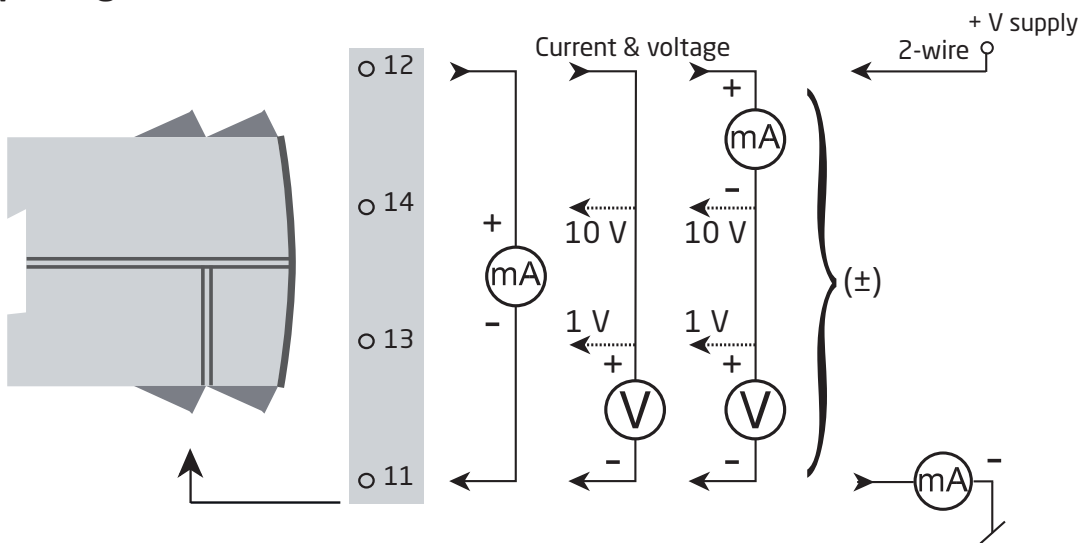 + V supply
Current & voltage
2-wire
12
+
mA
-
14
10 V
10 V
+
mA
-
(±)
1 V
1 V
13
+
+
V
V
-
-
11
mA
-